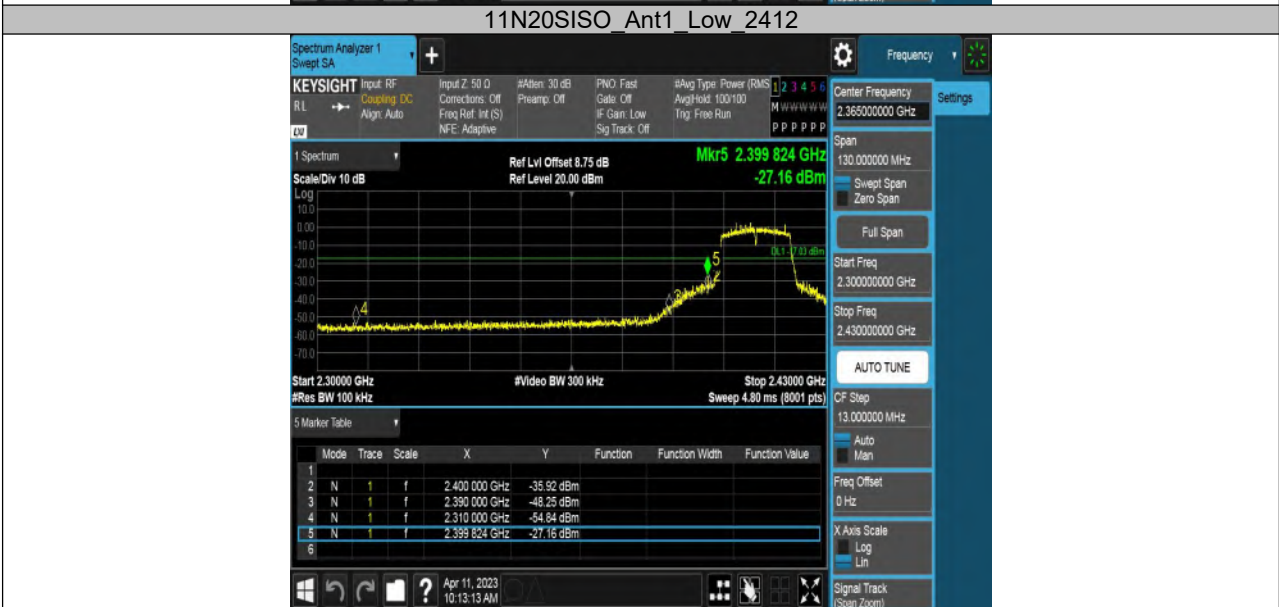 11N20SISO_Ant1_Low_2412
Spectrum Analyzer 1
Swept SA
+
Frequency
KEYSIGHT Input: RF
RL
Coupling: DC
Align: Auto
LXI
Input Z: 50 Ω
Corrections: Off
Freq Ref: Int (S)
NFE: Adaptive
#Atten: 30 dB
Preamp: Off
PNO: Fast
Gate: Off
IF Gain: Low
Sig Track: Off
#Avg Type: Power (RMS
Avg|Hold: 100/100
Trig: Free Run
1 2 3 4 5 6
M W W W W W
P P P P P P
Center Frequency
2.365000000 GHz
Settings
Span
130.000000 MHz
Swept Span
Zero Span
Full Span
Start Freq
2.300000000 GHz
Stop Freq
2.430000000 GHz
AUTO TUNE
CF Step
13.000000 MHz
Auto
Man
Freq Offset
0 Hz
X Axis Scale
Log
Lin
Signal Track
(Span Zoom)
1 Spectrum
Scale/Div 10 dB
Ref Lvl Offset 8.75 dB
Ref Level 20.00 dBm
Mkr5 2.399 824 GHz
-27.16 dBm
Log
10.0
0.00
-10.0
-20.0
-30.0
-40.0
-50.0
-60.0
-70.0
DL1 -17.03 dBm
5
2
3
4
Start 2.30000 GHz
#Video BW 300 kHz
Stop 2.43000 GHz
#Res BW 100 kHz
Sweep 4.80 ms (8001 pts)
5 Marker Table
Mode Trace Scale X Y Function Function Width Function Value
1
2 N 1 f 2.400 000 GHz -35.92 dBm
3 N 1 f 2.390 000 GHz -48.25 dBm
4 N 1 f 2.310 000 GHz -54.84 dBm
5 N 1 f 2.399 824 GHz -27.16 dBm
6
?
Apr 11, 2023
10:13:13 AM